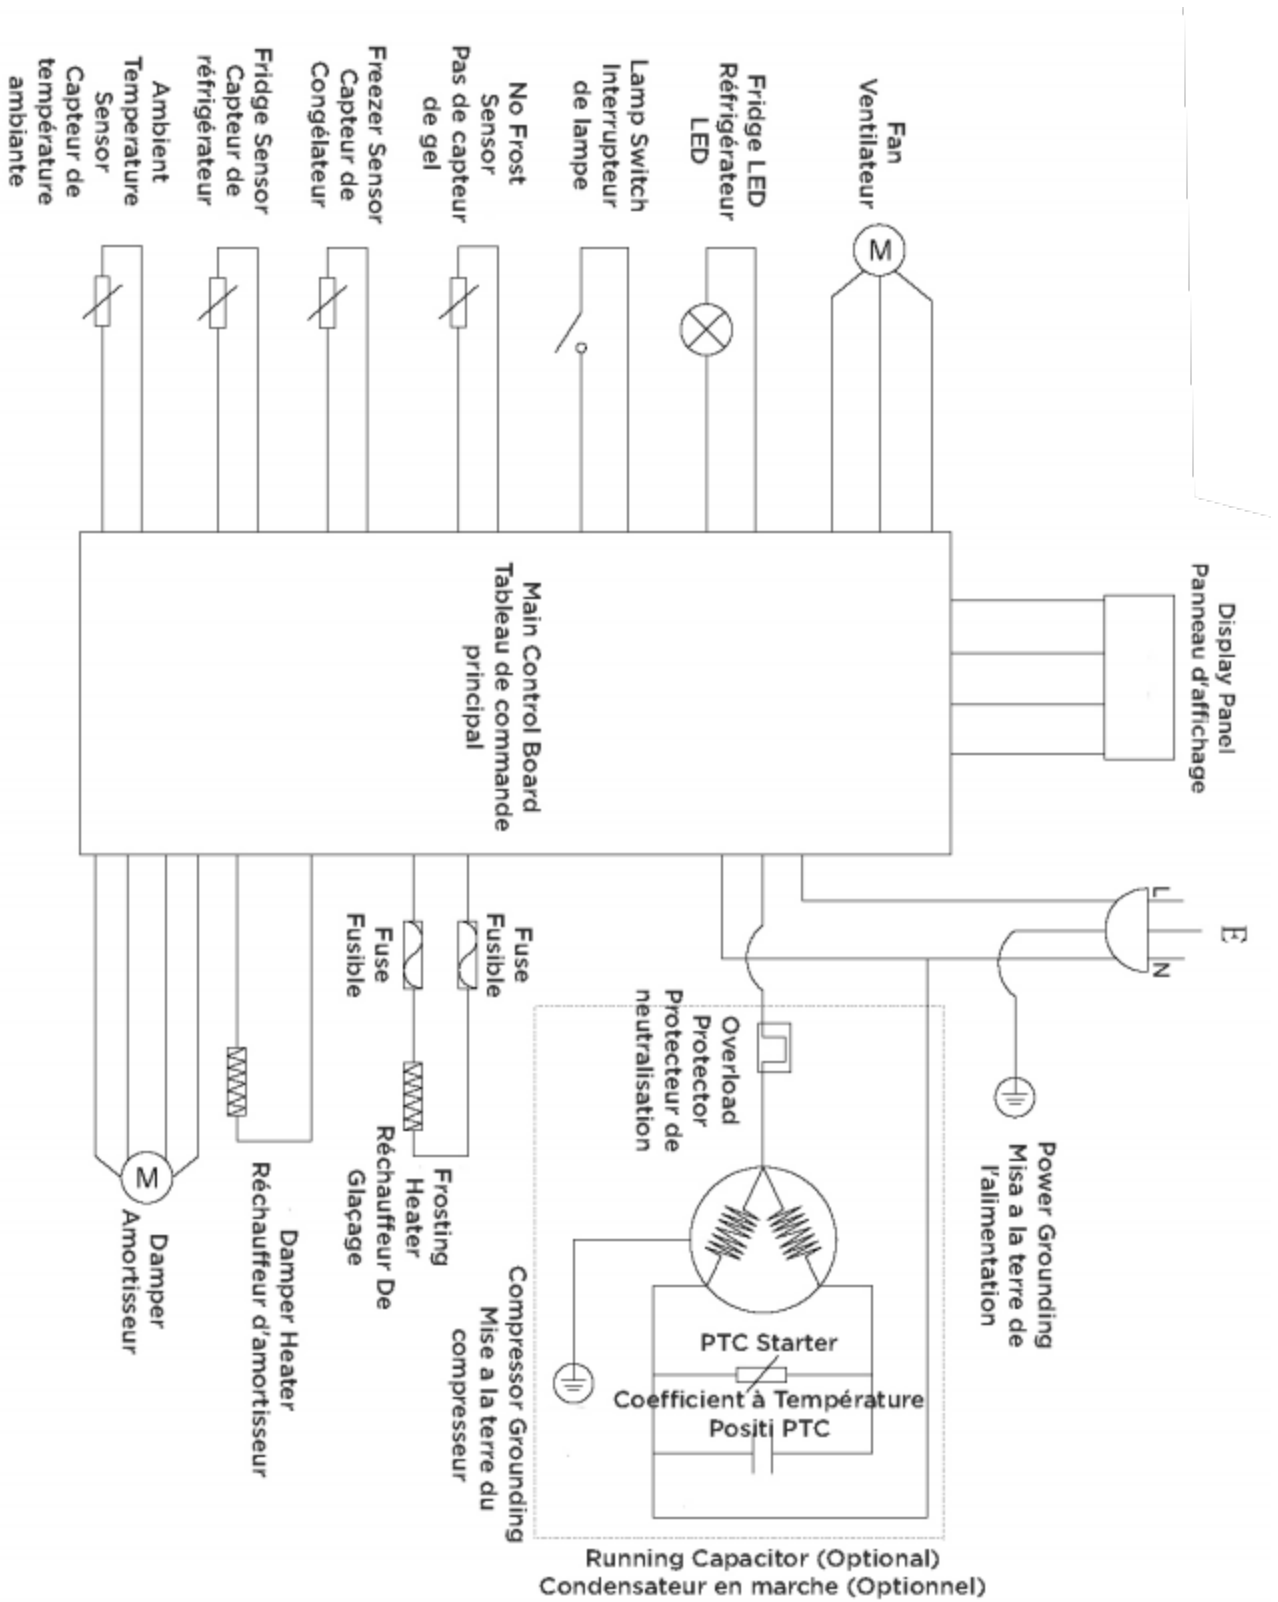 Ambient
Temperature
Sensor
Capteur de
température
ambiante
Fridge Sensor
Capteur de
réfrigérateur
Freezer Sensor
Capteur de
Congélateur
No Frost
Sensor
Pas de capteur
de gel
Lamp Switch
Interrupteur
de lampe
Fridge LED
Réfrigérateur
LED
Fan
Ventilateur
M
Display Panel
Panneau d'affichage
Main Control Board
Tableau de commande
principal
L
E
N
Fuse
Fusible
Fuse
Fusible
Overload
Protector
Protecteur de
neutralisation
Power Grounding
Misa a la terre de
l'alimentation
M
Damper
Amortisseur
Damper Heater
Réchauffeur d'amortisseur
Frosting
Heater
Réchauffeur De
Glaçage
Compressor Grounding
Mise a la terre du
compresseur
PTC Starter
Coefficient à Température
Positi PTC
Running Capacitor (Optional)
Condensateur en marche (Optionnel)